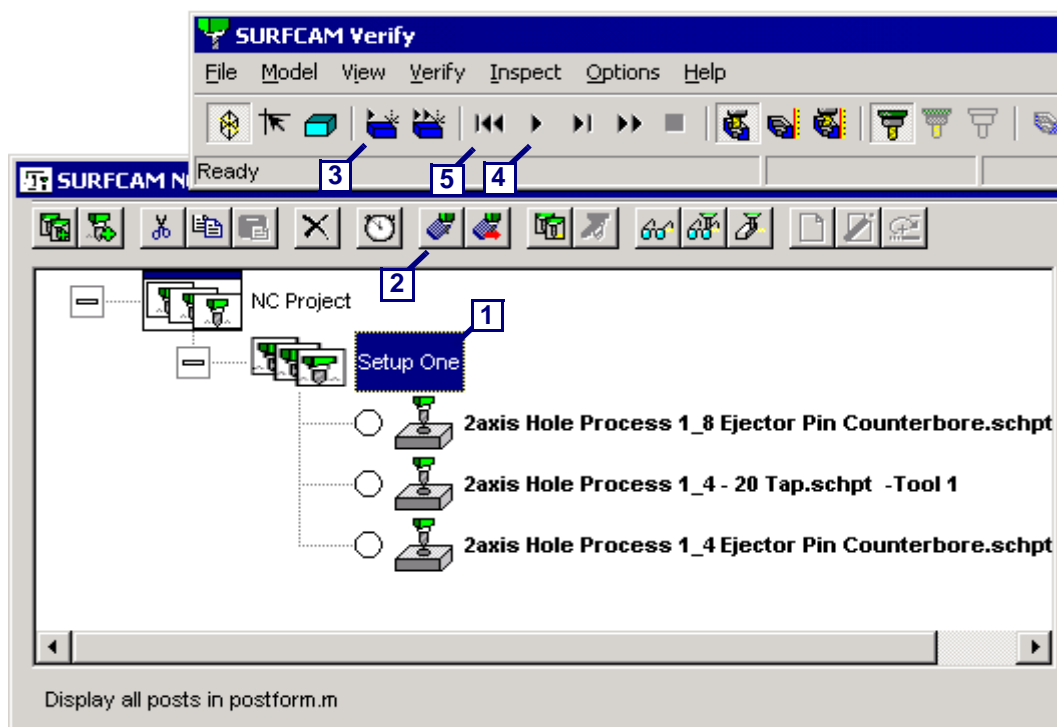 SURFCAM Verify
File Model View Verify Inspect Options Help
3
5
4
Ready
SURFCAM N
2
1
NC Project
Setup One
2axis Hole Process 1_8 Ejector Pin Counterbore.schpt
2axis Hole Process 1_4 - 20 Tap.schpt -Tool 1
2axis Hole Process 1_4 Ejector Pin Counterbore.schpt
Display all posts in postform.m